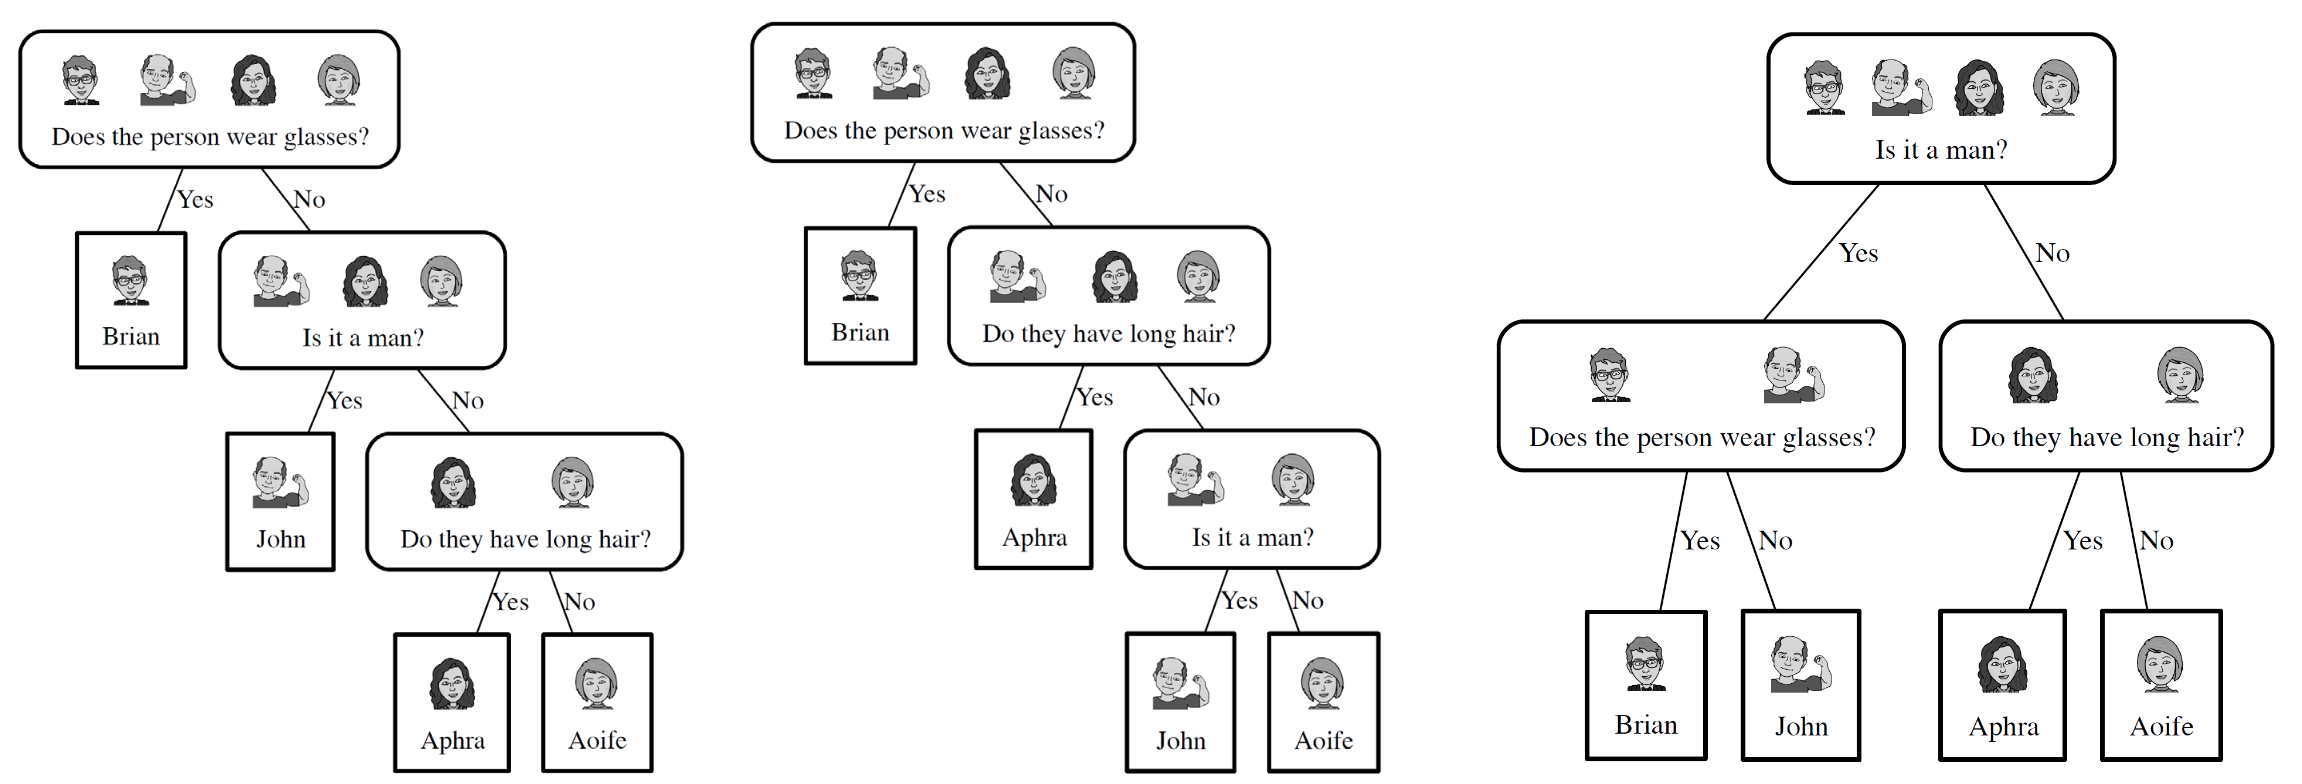 Does the person wear glasses?
Yes
No
Brian
Is it a man?
Yes
No
John
Do they have long hair?
Yes
No
Aphra
Aoife
Does the person wear glasses?
Yes
No
Brian
Do they have long hair?
Yes
No
Aphra
Is it a man?
Yes
No
John
Aoife
Is it a man?
Yes
No
Does the person wear glasses?
Do they have long hair?
Yes
No
Yes
No
Brian
John
Aphra
Aoife